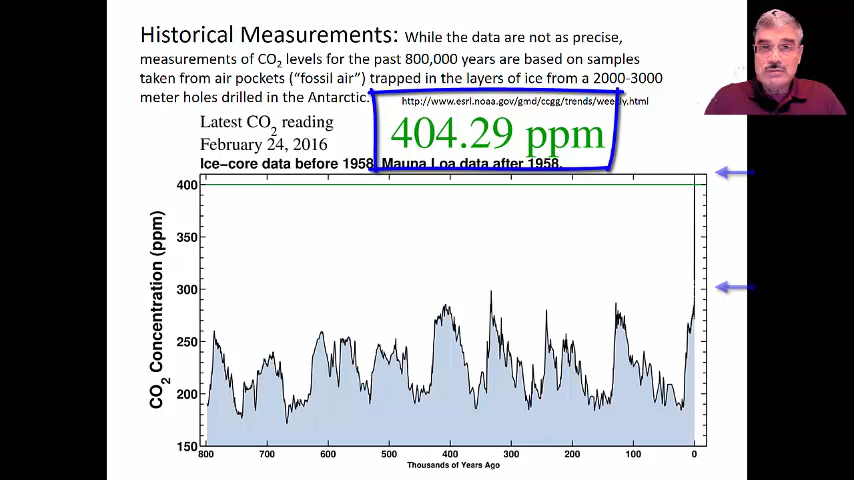 Historical Measurements: While the data are not as precise,
measurements of CO2 levels for the past 800,000 years are based on samples
taken from air pockets (“fossil air”) trapped in the layers of ice from a 2000-3000
meter holes drilled in the Antarctic.
http://www.esrl.noaa.gov/gmd/ccgg/trends/weekly.html
Latest CO2 reading
February 24, 2016
404.29 ppm
Ice-core data before 1958. Mauna Loa data after 1958.
CO2 Concentration (ppm)
400
350
300
250
200
150
800 700 600 500 400 300 200 100 0
Thousands of Years Ago